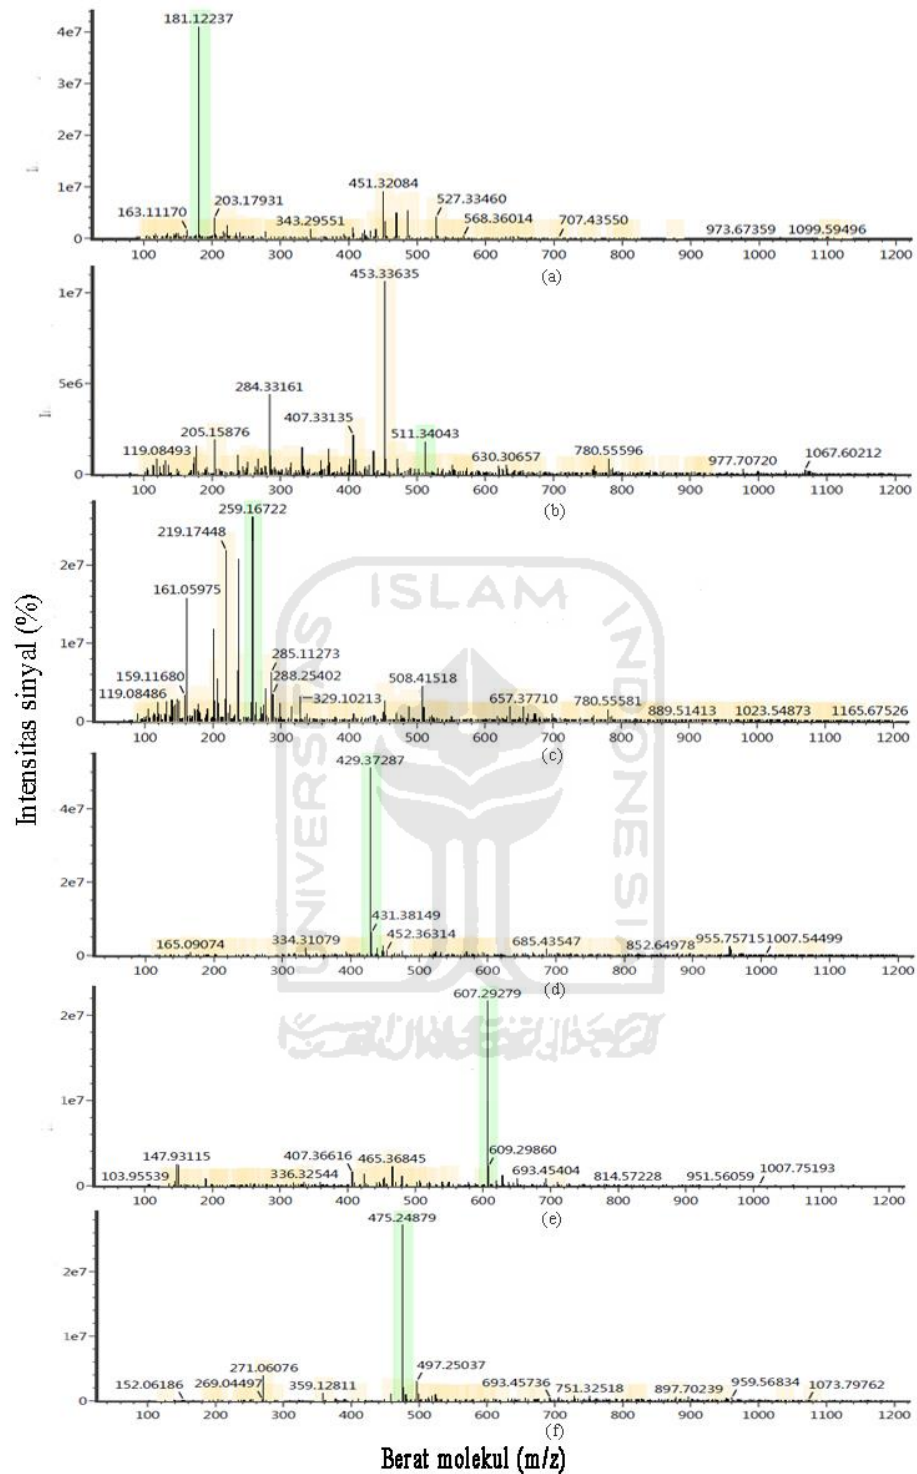 181.12237
4e7
3e7
2e7
1e7
0
163.11170
203.17931
343.29551
451.32084
527.33460
568.36014
707.43550
973.67359
1099.59496
100 200 300 400 500 600 700 800 900 1000 1100 1200
(a)
453.33635
1e7
5e6
0
119.08493
205.15876
284.33161
407.33135
511.34043
630.30657
780.55596
977.70720
1067.60212
100 200 300 400 500 600 700 800 900 1000 1100 1200
(b)
259.16722
219.17448
2e7
161.05975
1e7
159.11680
119.08486
285.11273
288.25402
329.10213
508.41518
657.37710
780.55581
889.51413
1023.54873
1165.67526
0
100 200 300 400 500 600 700 800 900 1000 1100 1200
(c)
429.37287
4e7
2e7
0
165.09074
334.31079
431.38149
452.36314
685.43547
852.64978
955.75715
1007.54499
100 200 300 400 500 600 700 800 900 1000 1100 1200
(d)
607.29279
2e7
1e7
0
103.95539
147.93115
336.32544
407.36616
465.36845
609.29860
693.45404
814.57228
951.56059
1007.75193
100 200 300 400 500 600 700 800 900 1000 1100 1200
(e)
475.24879
2e7
1e7
0
152.06186
269.04497
271.06076
359.12811
497.25037
693.45736
751.32518
897.70239
959.56834
1073.79762
100 200 300 400 500 600 700 800 900 1000 1100 1200
(f)
Intensitas sinyal (%)
Berat molekul (m/z)
UNIVERSITAS
ISLAM
INDONESIA